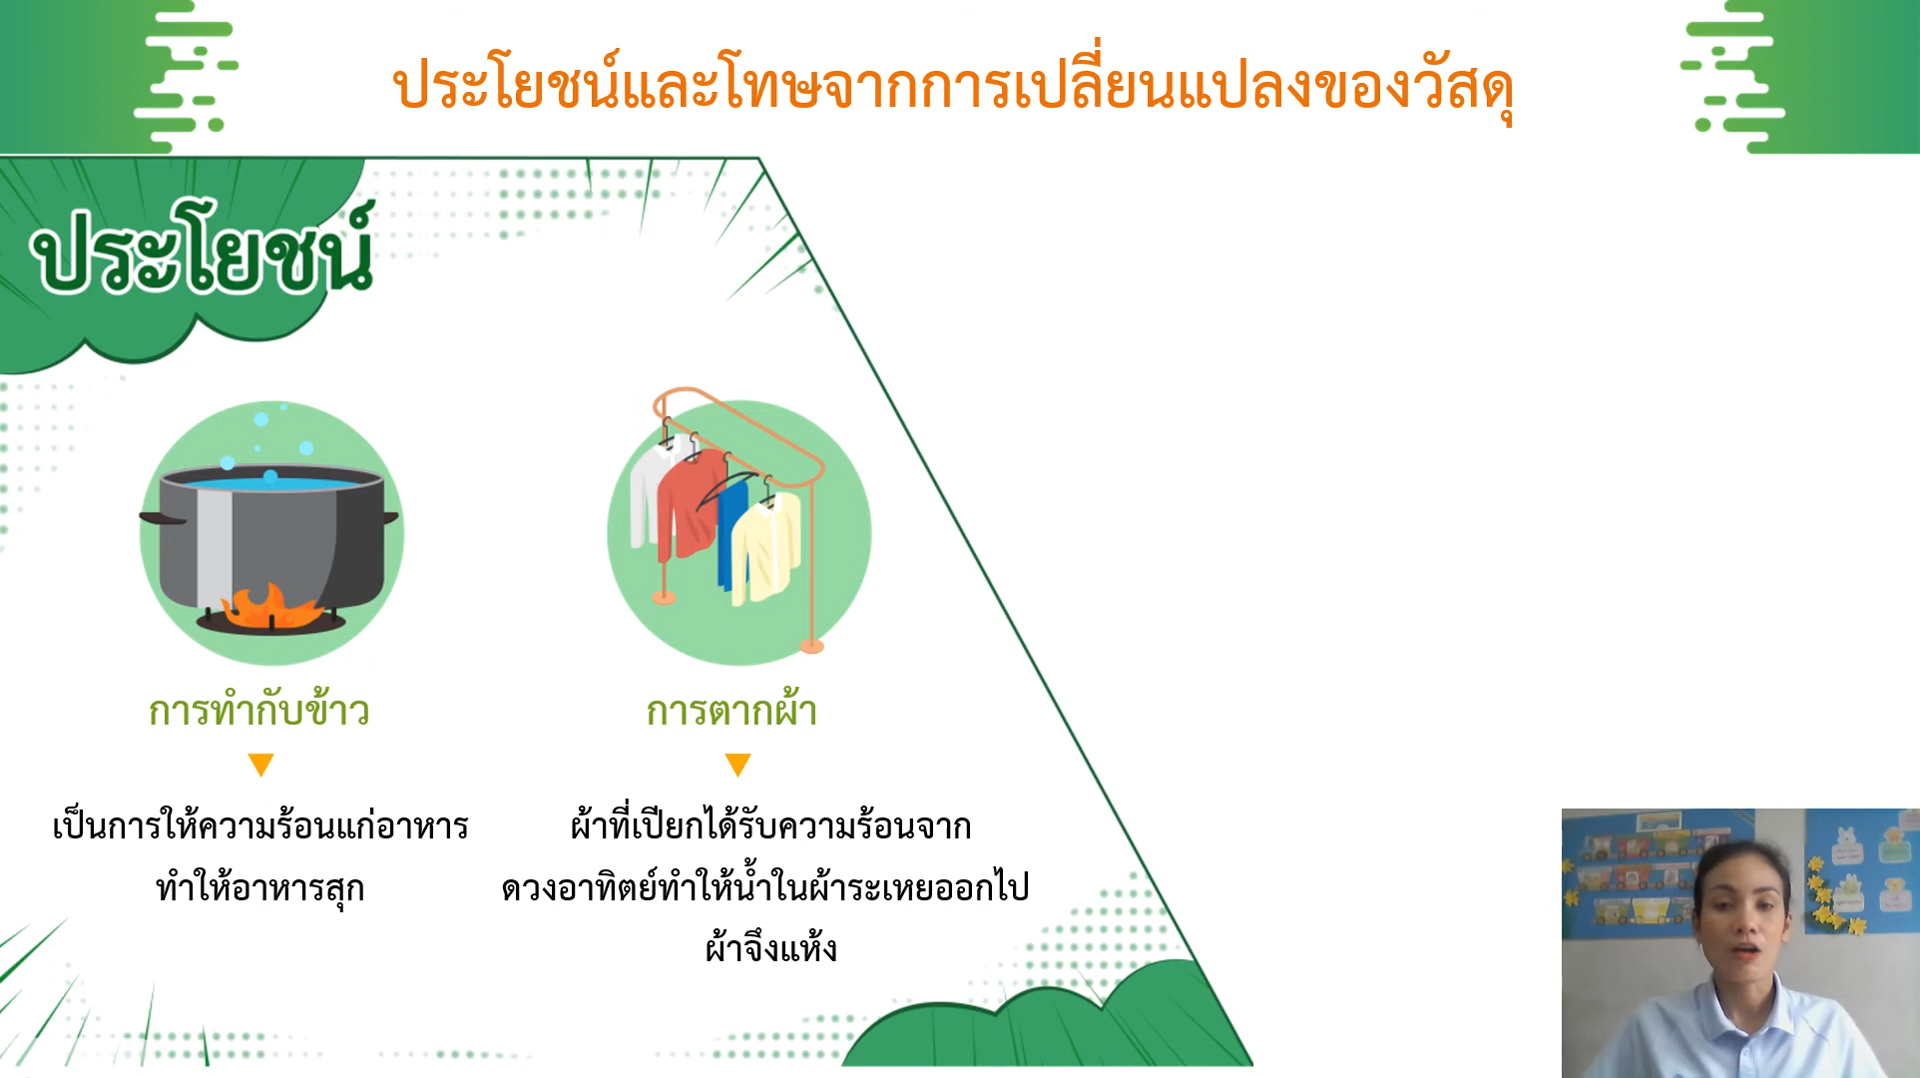 ประโยชน์และโทษจากการเปลี่ยนแปลงของวัสดุ
ประโยชน์
การทำกับข้าว
เป็นการให้ความร้อนแก่อาหาร
ทำให้อาหารสุก
การตากผ้า
ผ้าที่เปียกได้รับความร้อนจาก
ดวงอาทิตย์ทำให้น้ำในผ้าระเหยออกไป
ผ้าจึงแห้ง